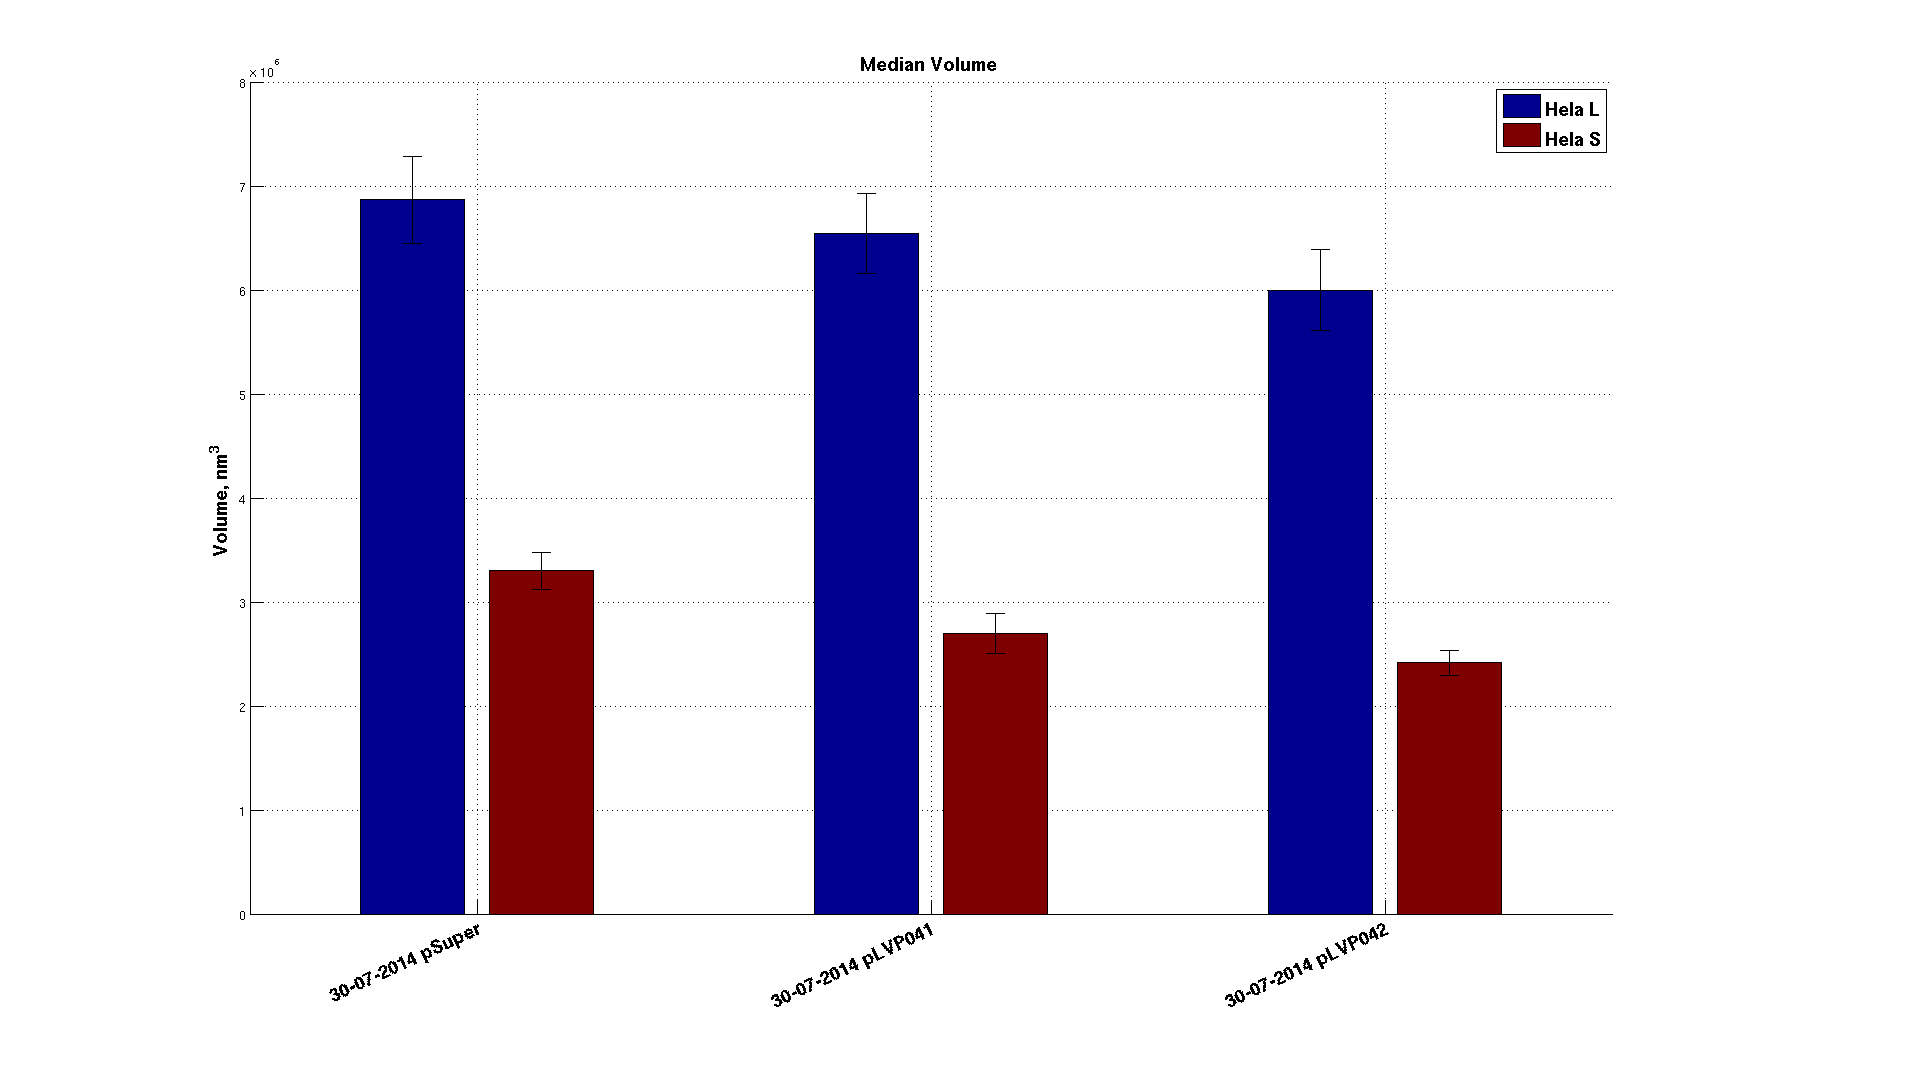 Median Volume
× 10^6
8
7
6
5
4
3
2
1
0
Volume, nm^3
Hela L
Hela S
30-07-2014 pSuper
30-07-2014 pLVP041
30-07-2014 pLVP042